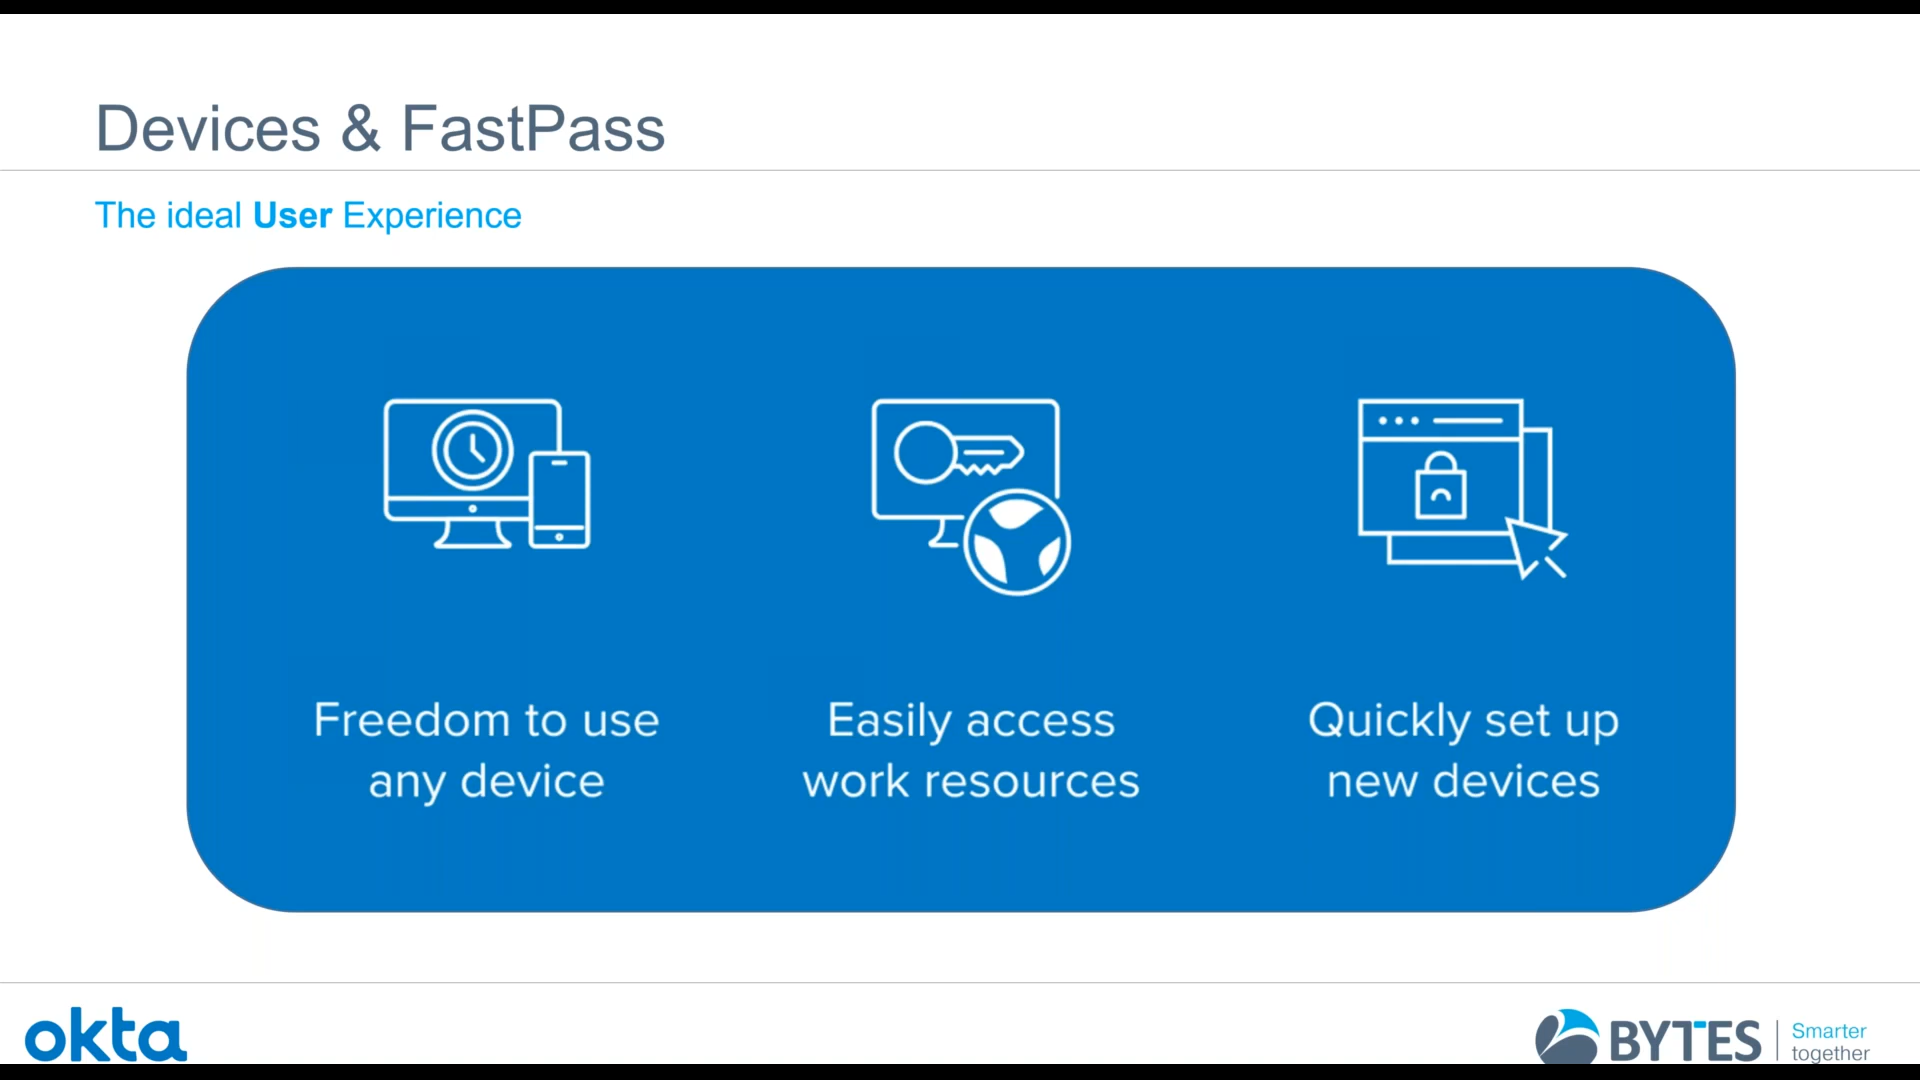 Devices & FastPass
The ideal User Experience
Freedom to use
any device
Easily access
work resources
Quickly set up
new devices
okta
BYTES
Smarter
together